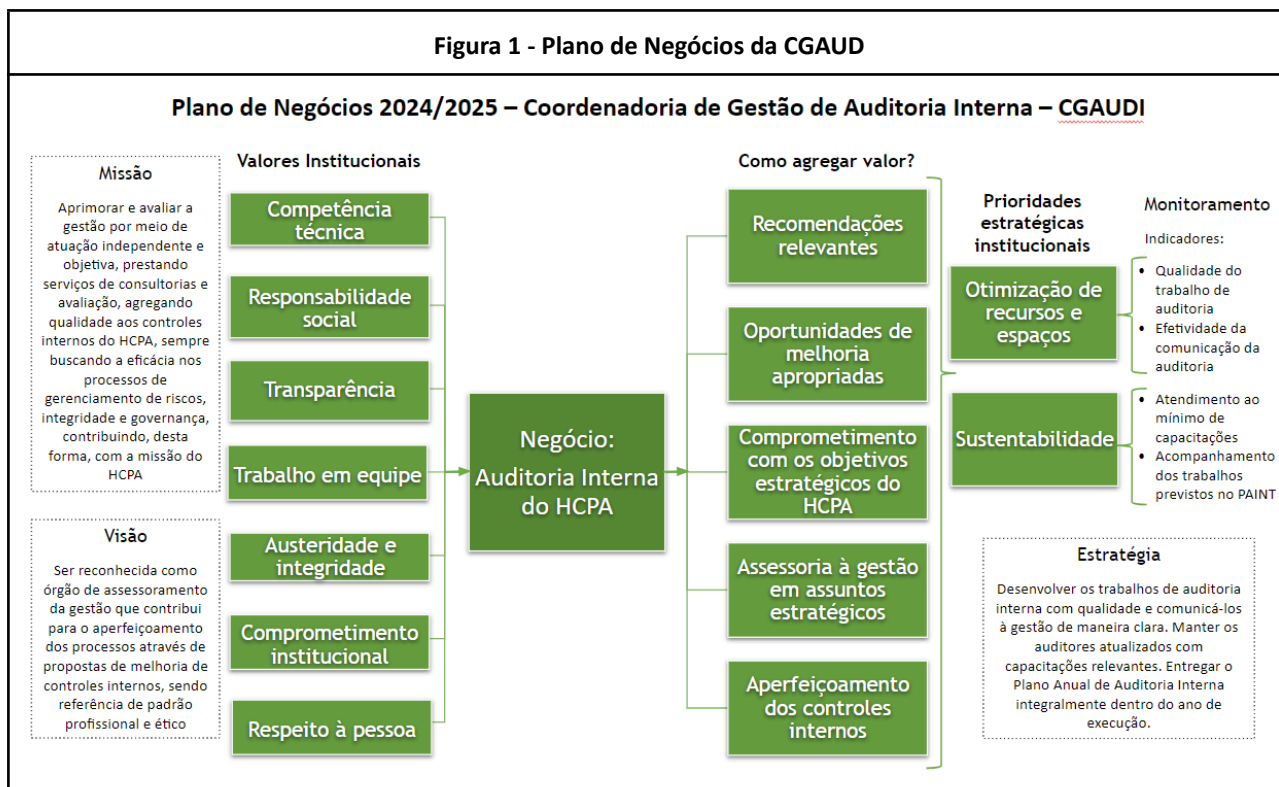 Figura 1 - Plano de Negócios da CGAUD
Plano de Negócios 2024/2025 – Coordenadoria de Gestão de Auditoria Interna – CGAUDI
Missão
Aprimorar e avaliar a
gestão por meio de
atuação independente e
objetiva, prestando
serviços de consultorias e
avaliação, agregando
qualidade aos controles
internos do HCPA, sempre
buscando a eficácia nos
processos de
gerenciamento de riscos,
integridade e governança,
contribuindo, desta
forma, com a missão do
HCPA
Visão
Ser reconhecida como
órgão de assessoramento
da gestão que contribui
para o aperfeiçoamento
dos processos através de
propostas de melhoria de
controles internos, sendo
referência de padrão
profissional e ético
Valores Institucionais
Competência
técnica
Responsabilidade
social
Transparência
Trabalho em equipe
Austeridade e
integridade
Comprometimento
institucional
Respeito à pessoa
Negócio:
Auditoria Interna
do HCPA
Como agregar valor?
Recomendações
relevantes
Oportunidades de
melhoria
apropriadas
Comprometimento
com os objetivos
estratégicos do
HCPA
Assessoria à gestão
em assuntos
estratégicos
Aperfeiçoamento
dos controles
internos
Prioridades
estratégicas
institucionais
Otimização de
recursos e
espaços
Sustentabilidade
Monitoramento
Indicadores:
• Qualidade do
trabalho de
auditoria
• Efetividade da
comunicação da
auditoria
• Atendimento ao
mínimo de
capacitações
• Acompanhamento
dos trabalhos
previstos no PAINT
Estratégia
Desenvolver os trabalhos de auditoria
interna com qualidade e comunicá-los
à gestão de maneira clara. Manter os
auditores atualizados com
capacitações relevantes. Entregar o
Plano Anual de Auditoria Interna
integralmente dentro do ano de
execução.